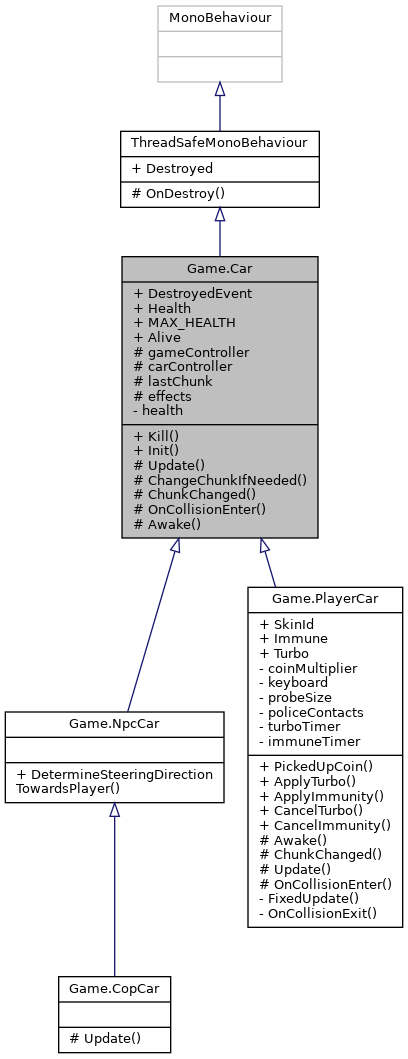 MonoBehaviour
ThreadSafeMonoBehaviour
+ Destroyed
# OnDestroy()
Game.Car
+ DestroyedEvent
+ Health
+ MAX_HEALTH
+ Alive
# gameController
# carController
# lastChunk
# effects
- health
+ Kill()
+ Init()
# Update()
# ChangeChunkIfNeeded()
# ChunkChanged()
# OnCollisionEnter()
# Awake()
Game.PlayerCar
+ SkinId
+ Immune
+ Turbo
- coinMultiplier
- keyboard
- probeSize
- policeContacts
- turboTimer
- immuneTimer
+ PickedUpCoin()
+ ApplyTurbo()
+ ApplyImmunity()
+ CancelTurbo()
+ CancelImmunity()
# Awake()
# ChunkChanged()
# Update()
# OnCollisionEnter()
- FixedUpdate()
- OnCollisionExit()
Game.NpcCar
+ DetermineSteeringDirection
TowardsPlayer()
Game.CopCar
# Update()